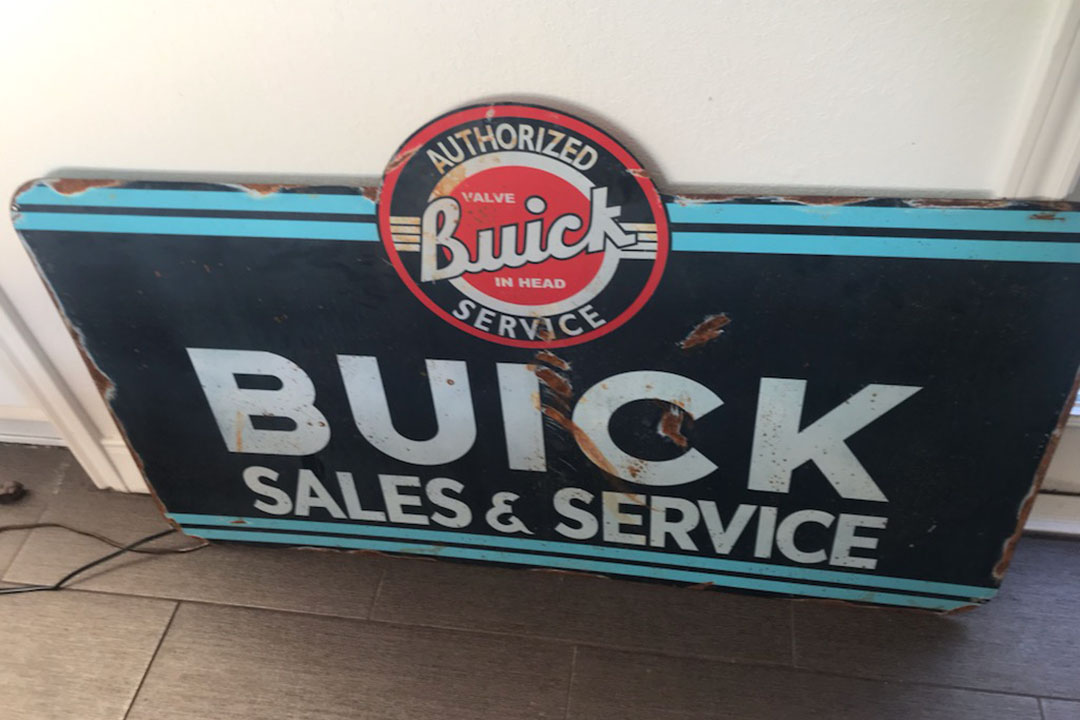 AUTHORIZED
VALVE
Buick
IN HEAD
SERVICE
BUICK
SALES & SERVICE